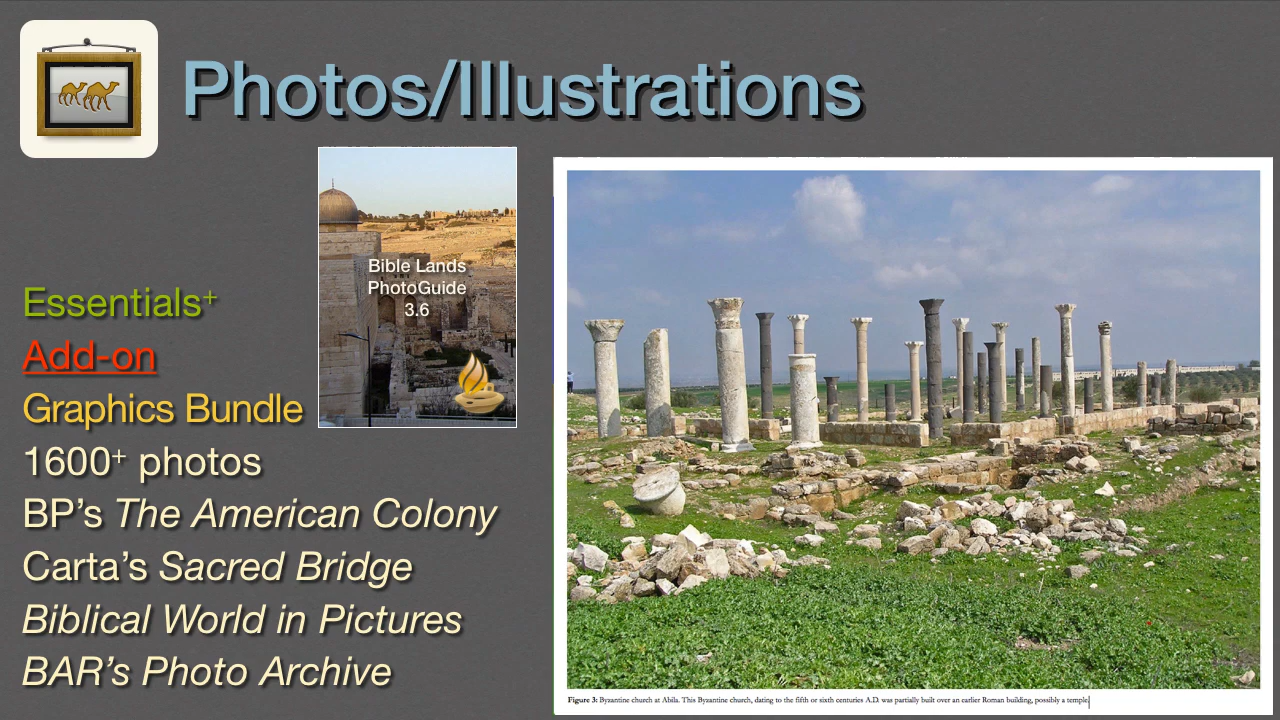 Photos/Illustrations
Bible Lands
PhotoGuide
3.6
Essentials⁺
Add-on
Graphics Bundle
1600⁺ photos
BP’s The American Colony
Carta’s Sacred Bridge
Biblical World in Pictures
BAR’s Photo Archive
Figure 3: Byzantine church at Abila. This Byzantine church, dating to the fifth or sixth centuries A.D. was partially built over an earlier Roman building, possibly a temple.